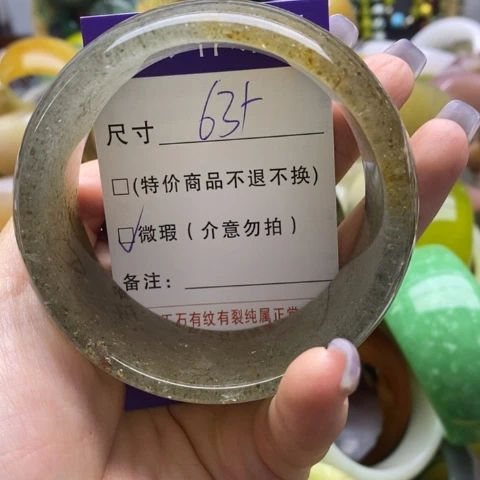 尺寸 63+
□(特价商品不退不换)
☑微瑕（介意勿拍）
备注：
石有纹有裂纯属正常